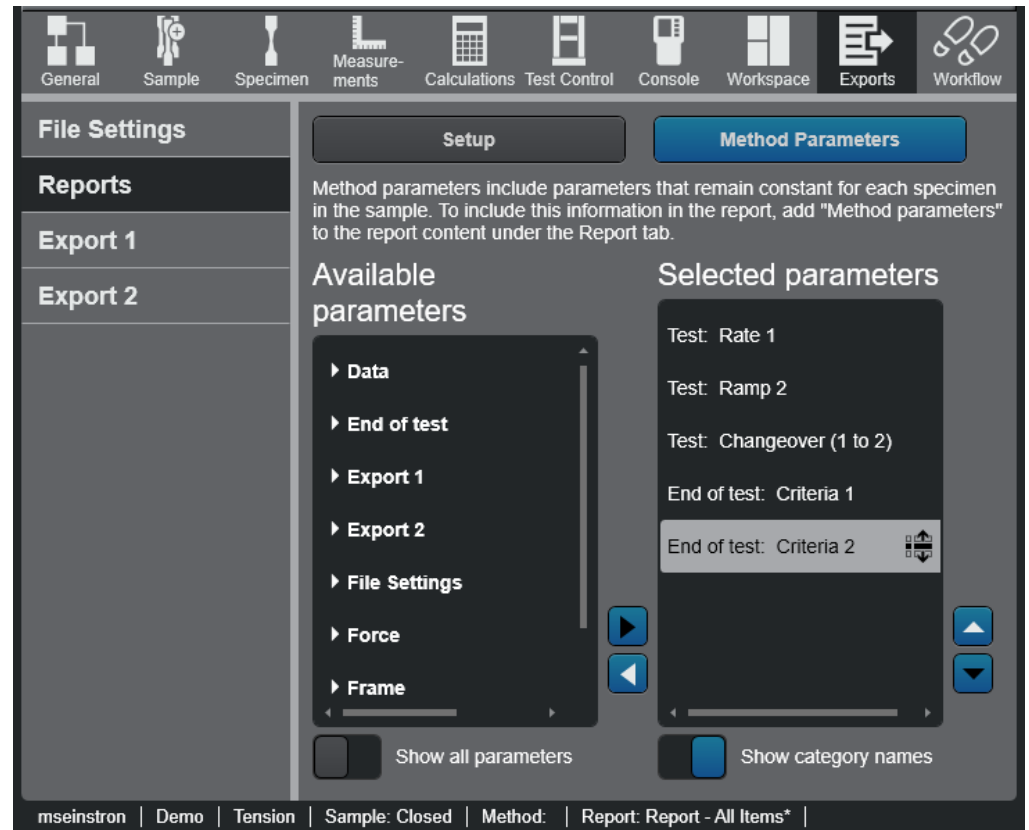 General
Sample
Specimen
Measure-
ments
Calculations
Test Control
Console
Workspace
Exports
Workflow
File Settings
Reports
Export 1
Export 2
Setup
Method Parameters
Method parameters include parameters that remain constant for each specimen
in the sample. To include this information in the report, add "Method parameters"
to the report content under the Report tab.
Available
parameters
Data
End of test
Export 1
Export 2
File Settings
Force
Frame
Show all parameters
Selected parameters
Test: Rate 1
Test: Ramp 2
Test: Changeover (1 to 2)
End of test: Criteria 1
End of test: Criteria 2
Show category names
mseinstron | Demo | Tension | Sample: Closed | Method: | Report: Report - All Items* |